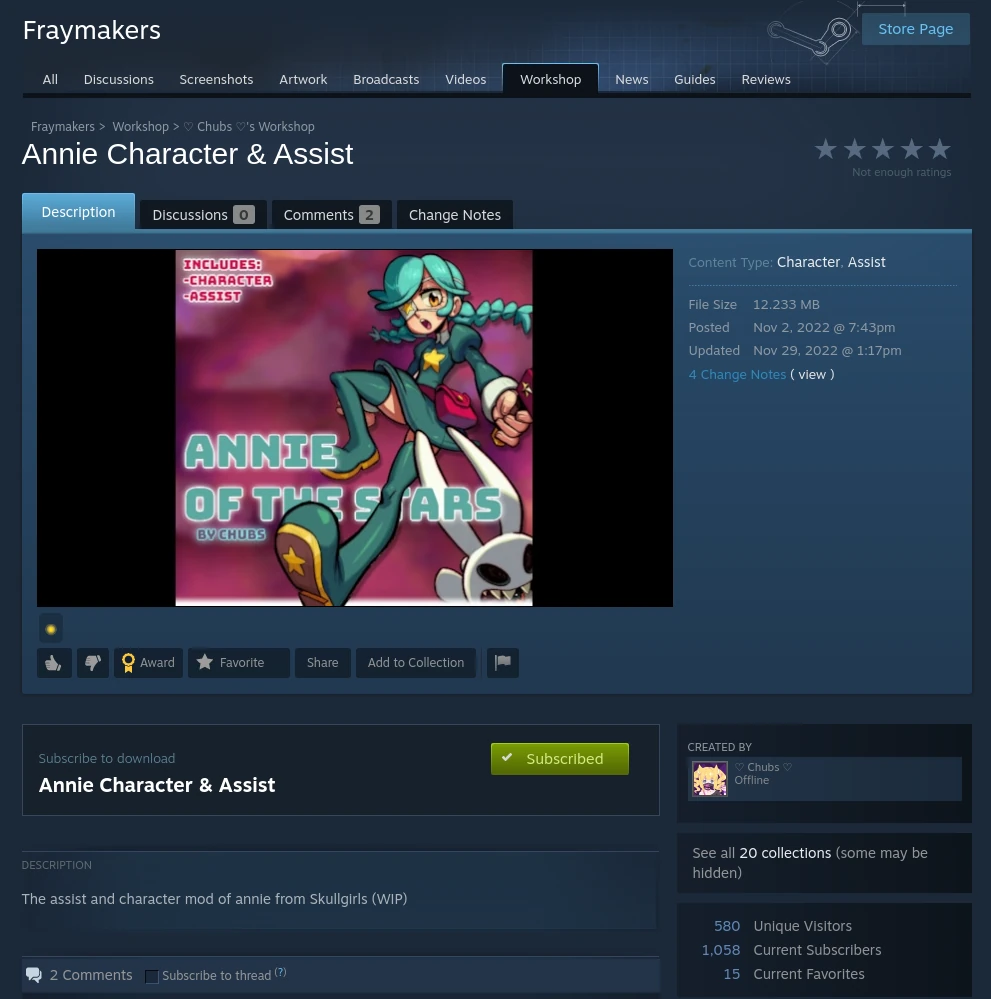 Fraymakers
Store Page
All Discussions Screenshots Artwork Broadcasts Videos Workshop News Guides Reviews
Fraymakers > Workshop > ♡ Chubs ♡'s Workshop
Annie Character & Assist
Not enough ratings
Description Discussions 0 Comments 2 Change Notes
INCLUDES:
-CHARACTER
-ASSIST
ANNIE
OF THE STARS
BY CHUBS
Content Type: Character, Assist
File Size 12.233 MB
Posted Nov 2, 2022 @ 7:43pm
Updated Nov 29, 2022 @ 1:17pm
4 Change Notes ( view )
Award Favorite Share Add to Collection
Subscribe to download
Annie Character & Assist
Subscribed
CREATED BY
♡ Chubs ♡
Offline
See all 20 collections (some may be
hidden)
DESCRIPTION
The assist and character mod of annie from Skullgirls (WIP)
580 Unique Visitors
1,058 Current Subscribers
15 Current Favorites
2 Comments Subscribe to thread (?)